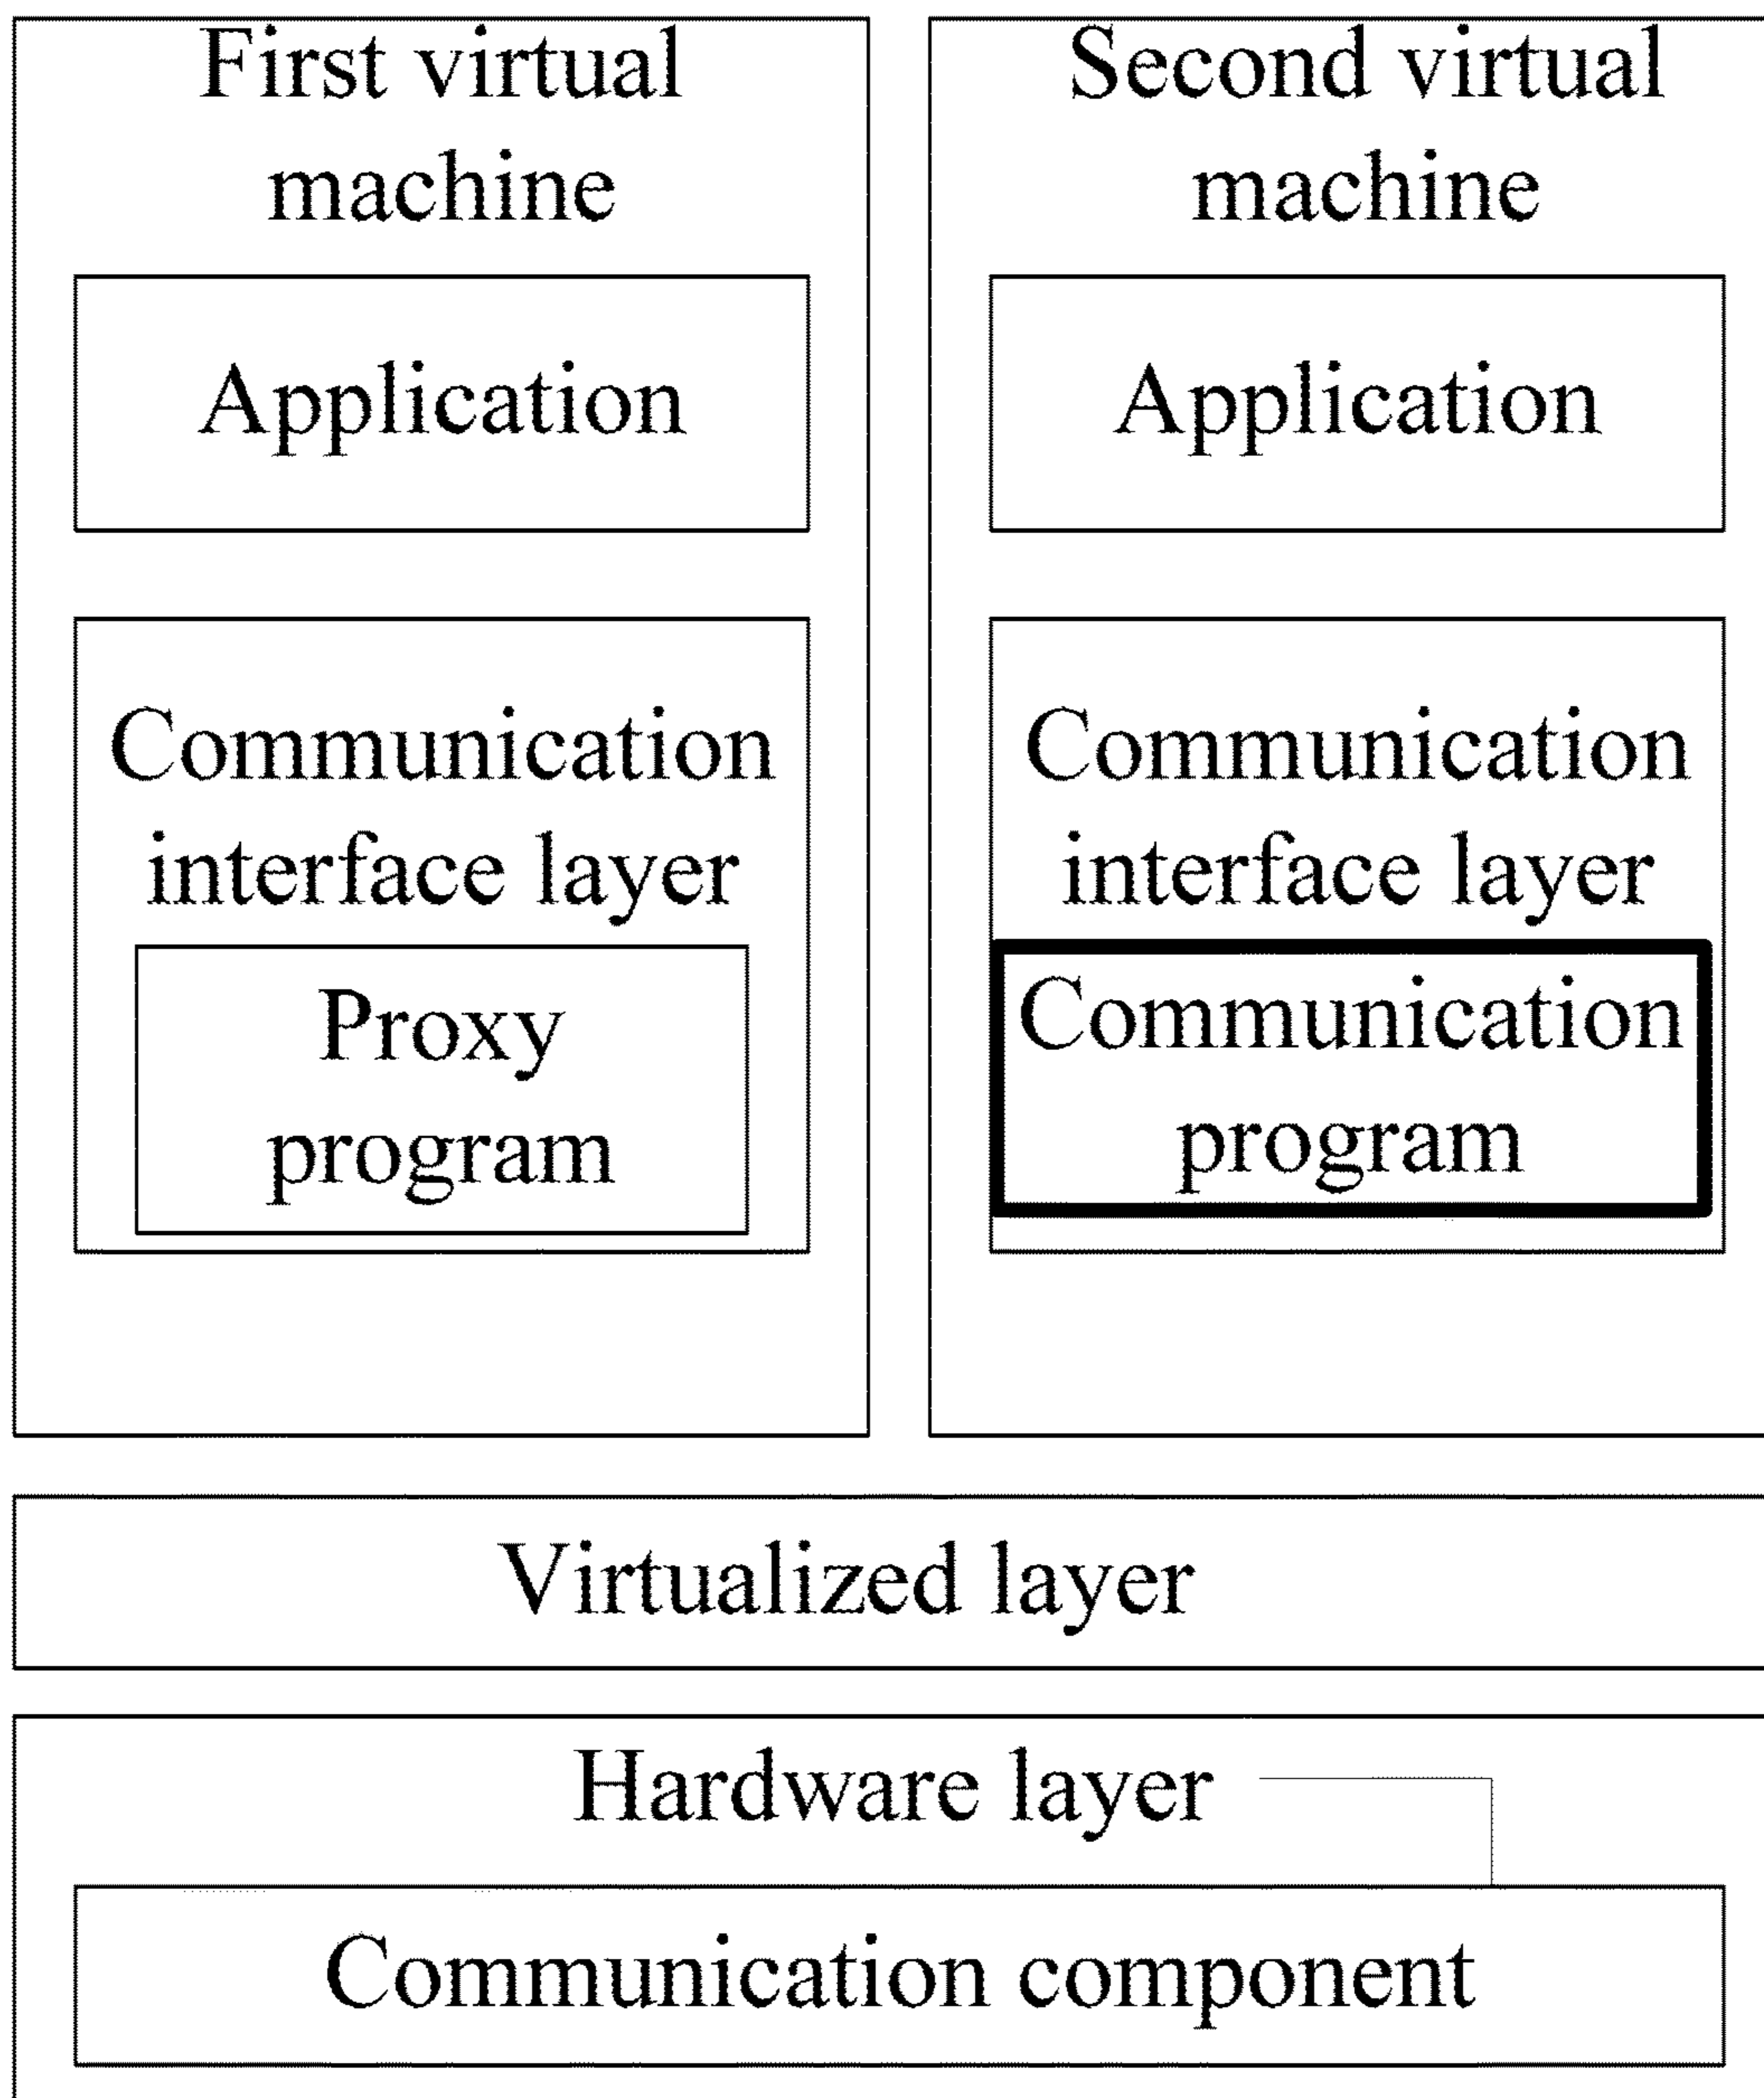 First virtual
machine
Application
Communication
interface layer
Proxy
program
Second virtual
machine
Application
Communication
interface layer
Communication
program
Virtualized layer
Hardware layer
Communication component